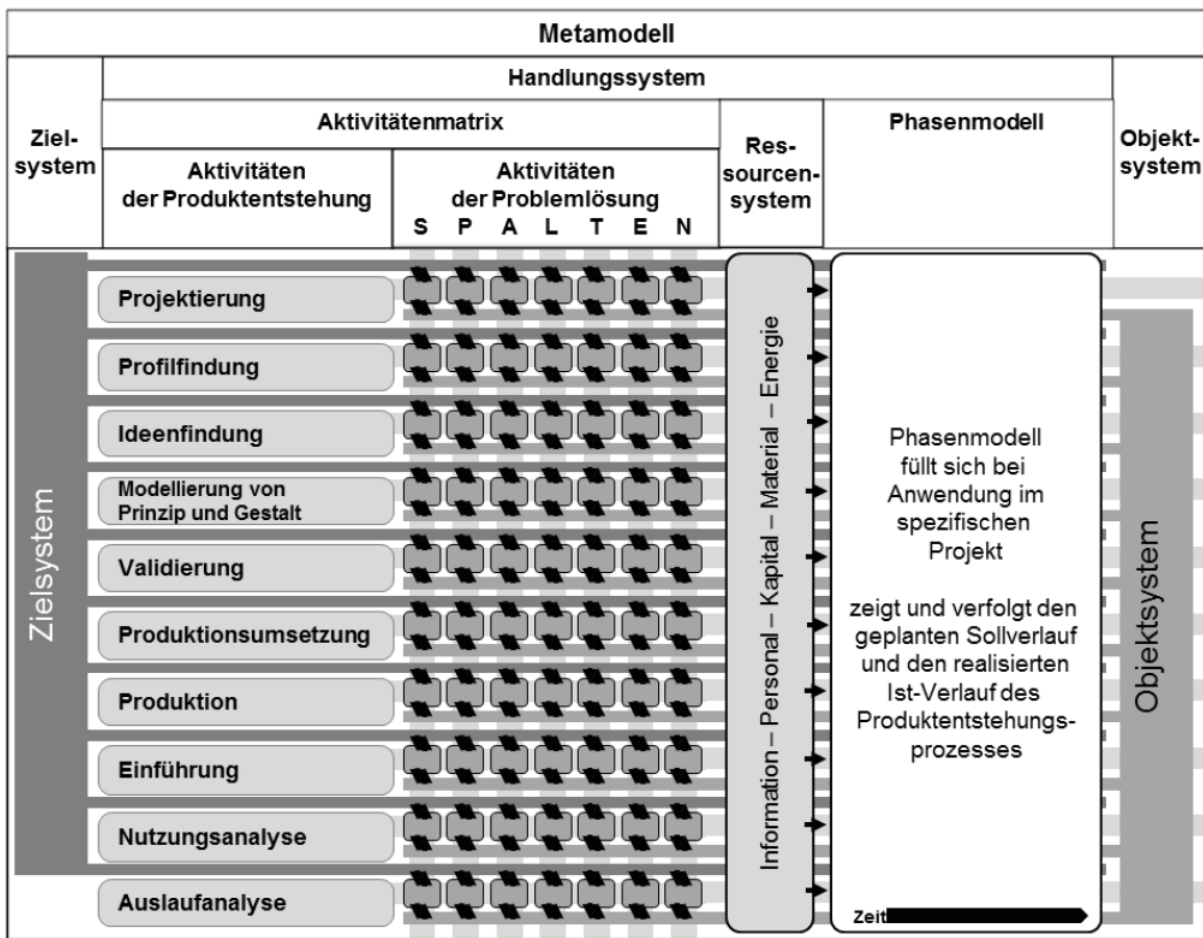 Metamodell
Handlungssystem
Ziel-
system
Aktivitätenmatrix
Aktivitäten
der Produktentstehung
Aktivitäten
der Problemlösung
S P A L T E N
Res-
sourcen-
system
Phasenmodell
Objekt-
system
Zielsystem
Projektierung
Profilfindung
Ideenfindung
Modellierung von
Prinzip und Gestalt
Validierung
Produktionsumsetzung
Produktion
Einführung
Nutzungsanalyse
Auslaufanalyse
Information – Personal – Kapital – Material – Energie
Phasenmodell
füllt sich bei
Anwendung im
spezifischen
Projekt
zeigt und verfolgt den
geplanten Sollverlauf
und den realisierten
Ist-Verlauf des
Produktentstehungs-
prozesses
Zeit
Objektsystem